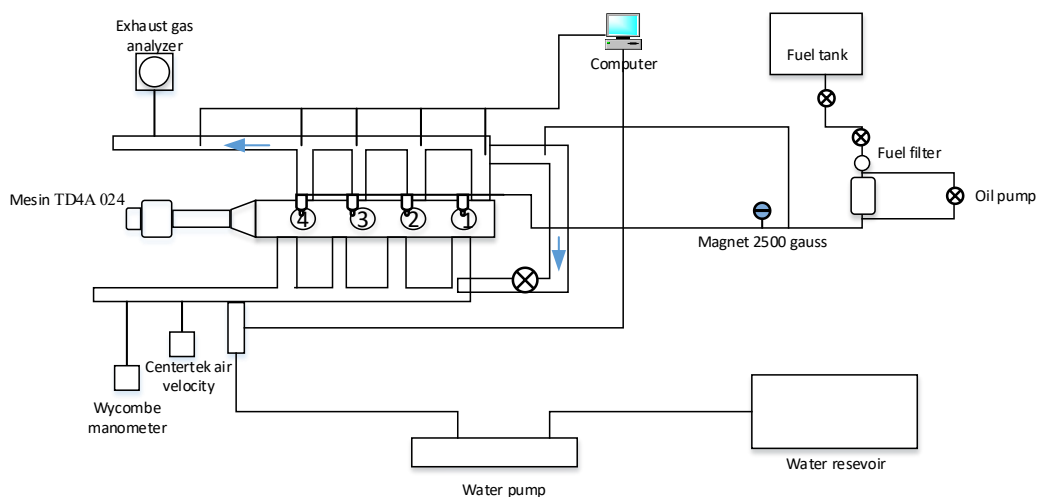 Exhaust gas
analyzer
Computer
Fuel tank
Fuel filter
Oil pump
Mesin TD4A 024
4 3 2 1
Magnet 2500 gauss
Centertek air
velocity
Wycombe
manometer
Water pump
Water resevoir